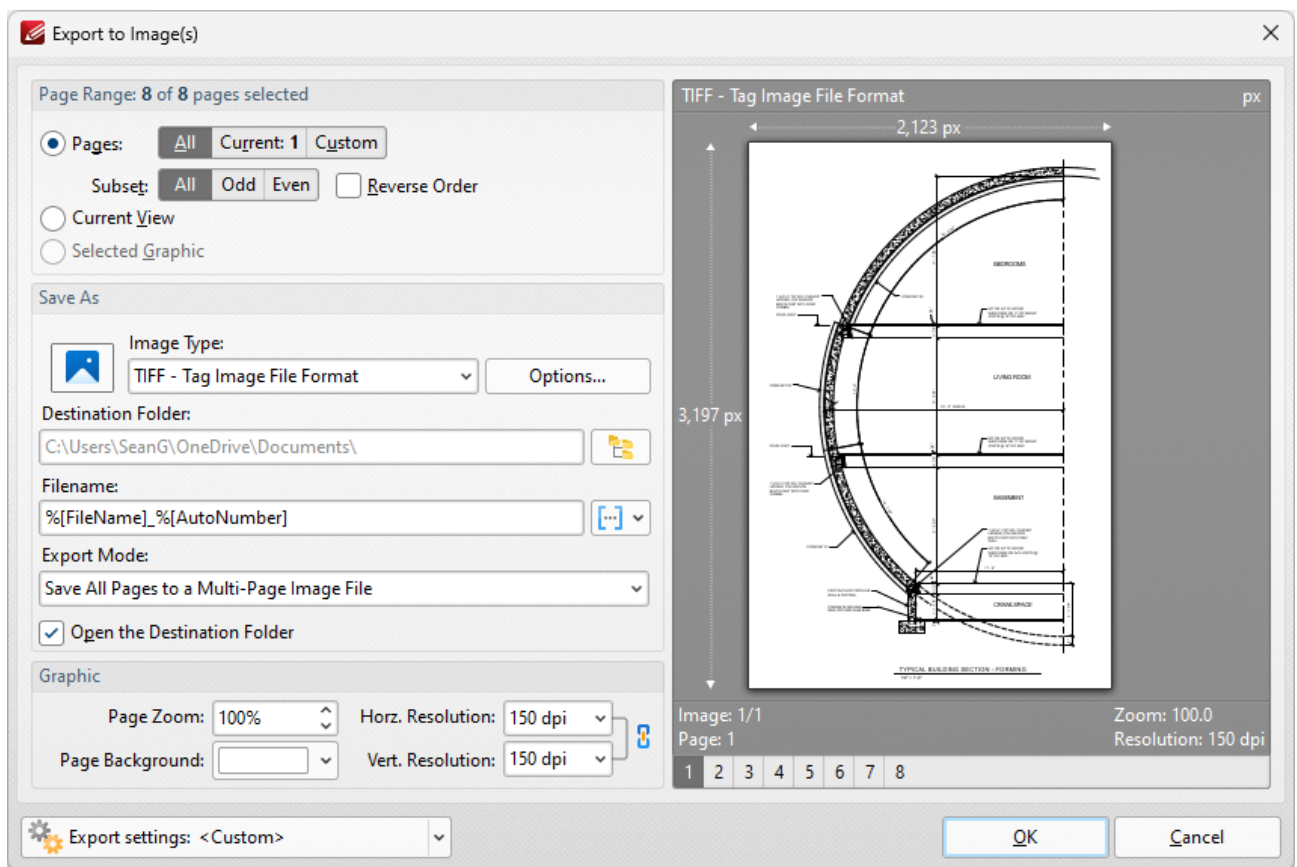 Export to Image(s)
Page Range: 8 of 8 pages selected
Pages: All Current: 1 Custom
Subset: All Odd Even Reverse Order
Current View
Selected Graphic
Save As
Image Type:
TIFF - Tag Image File Format Options...
Destination Folder:
C:\Users\SeanG\OneDrive\Documents\
Filename:
%[FileName]_%[AutoNumber]
Export Mode:
Save All Pages to a Multi-Page Image File
Open the Destination Folder
Graphic
Page Zoom: 100% Horz. Resolution: 150 dpi
Page Background: Vert. Resolution: 150 dpi
TIFF - Tag Image File Format px
2,123 px
3,197 px
BEDROOMS
LIVING ROOM
BASEMENT
CRAWL SPACE
TYPICAL BUILDING SECTION - FORMING
Image: 1/1 Zoom: 100.0
Page: 1 Resolution: 150 dpi
1 2 3 4 5 6 7 8
Export settings: <Custom> OK Cancel